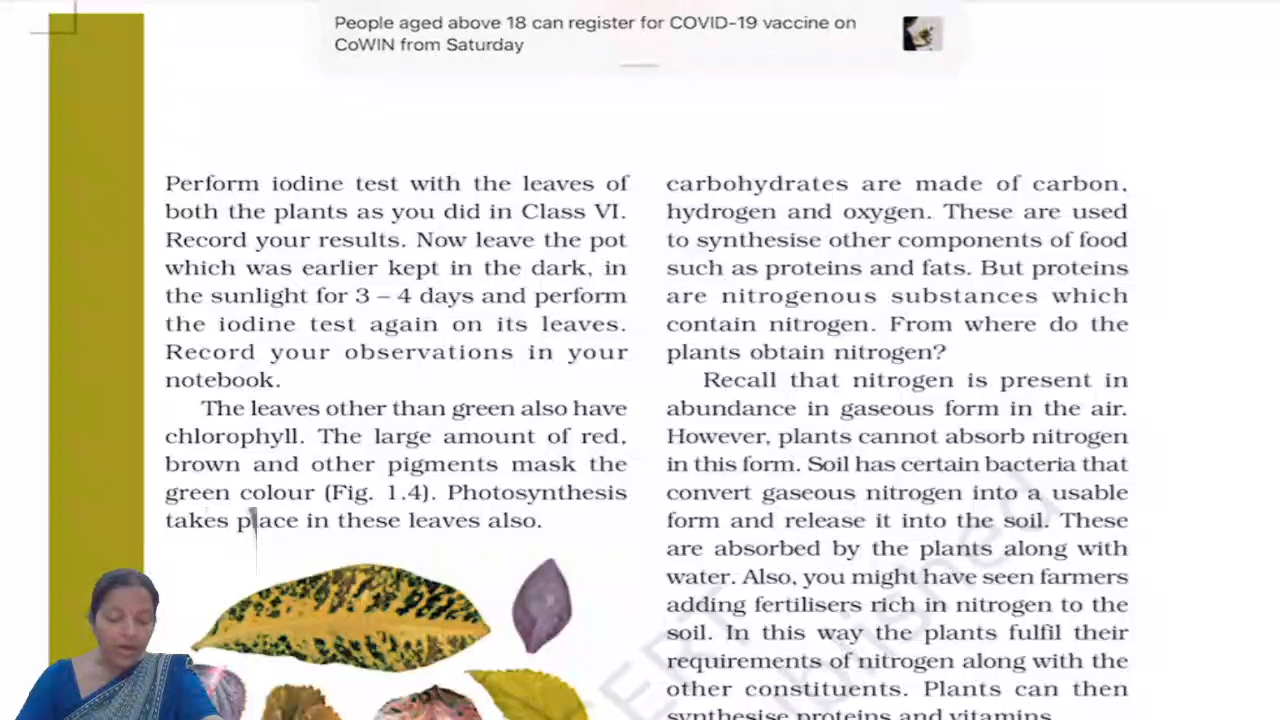 People aged above 18 can register for COVID-19 vaccine on
CoWIN from Saturday
Perform iodine test with the leaves of
both the plants as you did in Class VI.
Record your results. Now leave the pot
which was earlier kept in the dark, in
the sunlight for 3 – 4 days and perform
the iodine test again on its leaves.
Record your observations in your
notebook.
The leaves other than green also have
chlorophyll. The large amount of red,
brown and other pigments mask the
green colour (Fig. 1.4). Photosynthesis
takes place in these leaves also.
carbohydrates are made of carbon,
hydrogen and oxygen. These are used
to synthesise other components of food
such as proteins and fats. But proteins
are nitrogenous substances which
contain nitrogen. From where do the
plants obtain nitrogen?
Recall that nitrogen is present in
abundance in gaseous form in the air.
However, plants cannot absorb nitrogen
in this form. Soil has certain bacteria that
convert gaseous nitrogen into a usable
form and release it into the soil. These
are absorbed by the plants along with
water. Also, you might have seen farmers
adding fertilisers rich in nitrogen to the
soil. In this way the plants fulfil their
requirements of nitrogen along with the
other constituents. Plants can then
synthesise proteins and vitamins.